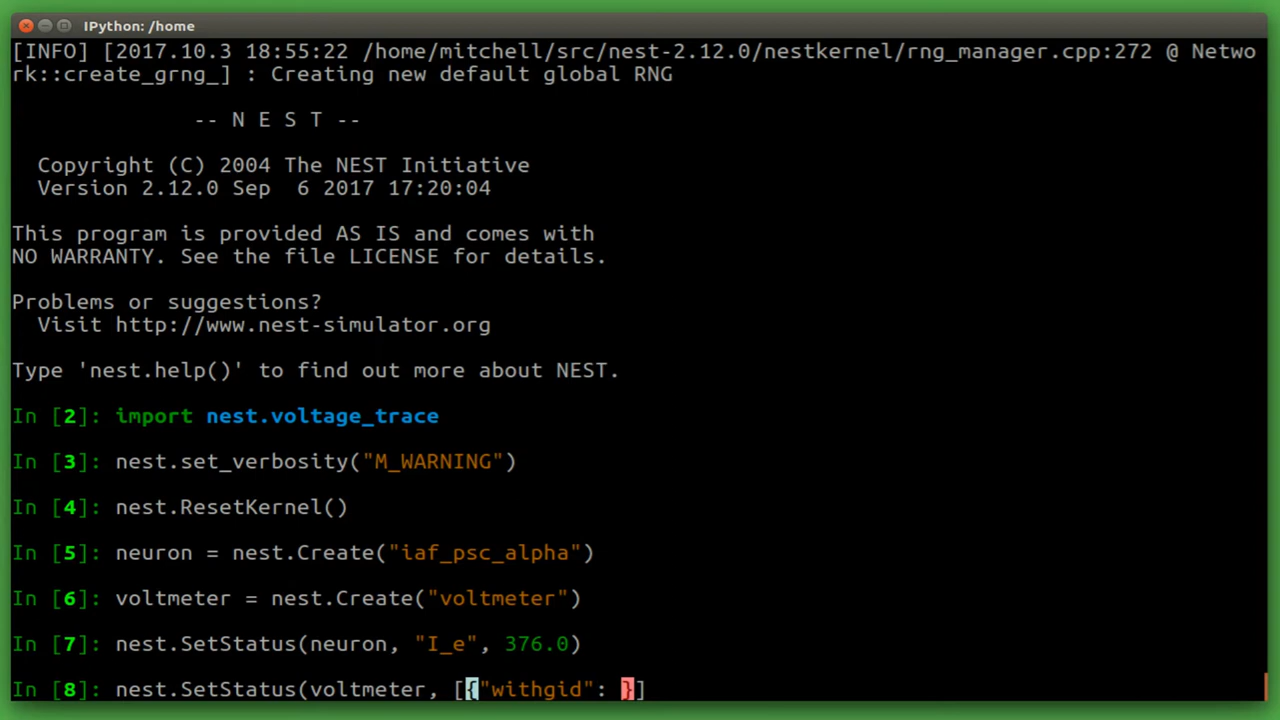 IPython: /home
[INFO] [2017.10.3 18:55:22 /home/mitchell/src/nest-2.12.0/nestkernel/rng_manager.cpp:272 @ Netwo
rk::create_grng_] : Creating new default global RNG
-- N E S T --
Copyright (C) 2004 The NEST Initiative
Version 2.12.0 Sep  6 2017 17:20:04
This program is provided AS IS and comes with
NO WARRANTY. See the file LICENSE for details.
Problems or suggestions?
Visit http://www.nest-simulator.org
Type 'nest.help()' to find out more about NEST.
In [2]: import nest.voltage_trace
In [3]: nest.set_verbosity("M_WARNING")
In [4]: nest.ResetKernel()
In [5]: neuron = nest.Create("iaf_psc_alpha")
In [6]: voltmeter = nest.Create("voltmeter")
In [7]: nest.SetStatus(neuron, "I_e", 376.0)
In [8]: nest.SetStatus(voltmeter, [{"withgid": }]